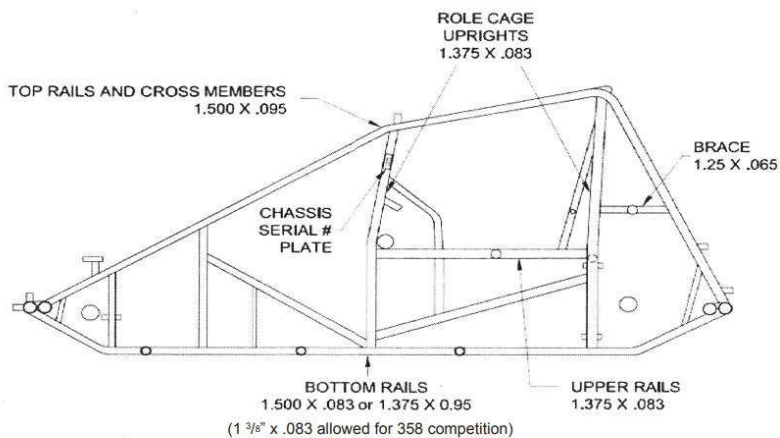 ROLE CAGE
UPRIGHTS
1.375 X .083
TOP RAILS AND CROSS MEMBERS
1.500 X .095
BRACE
1.25 X .065
CHASSIS
SERIAL #
PLATE
BOTTOM RAILS
1.500 X .083 or 1.375 X 0.95
(1 3/8" x .083 allowed for 358 competition)
UPPER RAILS
1.375 X .083